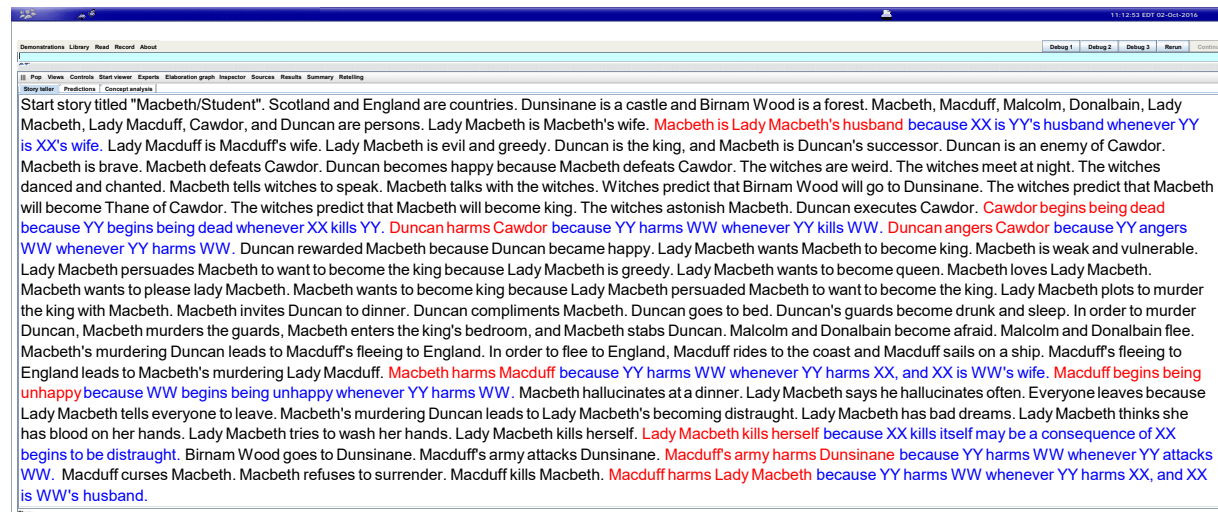 11:12:53 EDT 02-Oct-2016
Demonstrations Library Read Record About
Debug 1 Debug 2 Debug 3 Rerun Continu
||| Pop Views Controls Start viewer Experts Elaboration graph Inspector Sources Results Summary Retelling
Story teller Predictions Concept analysis
Start story titled "Macbeth/Student". Scotland and England are countries. Dunsinane is a castle and Birnam Wood is a forest. Macbeth, Macduff, Malcolm, Donalbain, Lady
Macbeth, Lady Macduff, Cawdor, and Duncan are persons. Lady Macbeth is Macbeth's wife. Macbeth is Lady Macbeth's husband because XX is YY's husband whenever YY
is XX's wife. Lady Macduff is Macduff's wife. Lady Macbeth is evil and greedy. Duncan is the king, and Macbeth is Duncan's successor. Duncan is an enemy of Cawdor.
Macbeth is brave. Macbeth defeats Cawdor. Duncan becomes happy because Macbeth defeats Cawdor. The witches are weird. The witches meet at night. The witches
danced and chanted. Macbeth tells witches to speak. Macbeth talks with the witches. Witches predict that Birnam Wood will go to Dunsinane. The witches predict that Macbeth
will become Thane of Cawdor. The witches predict that Macbeth will become king. The witches astonish Macbeth. Duncan executes Cawdor. Cawdor begins being dead
because YY begins being dead whenever XX kills YY. Duncan harms Cawdor because YY harms WW whenever YY kills WW. Duncan angers Cawdor because YY angers
WW whenever YY harms WW. Duncan rewarded Macbeth because Duncan became happy. Lady Macbeth wants Macbeth to become king. Macbeth is weak and vulnerable.
Lady Macbeth persuades Macbeth to want to become the king because Lady Macbeth is greedy. Lady Macbeth wants to become queen. Macbeth loves Lady Macbeth.
Macbeth wants to please lady Macbeth. Macbeth wants to become king because Lady Macbeth persuaded Macbeth to want to become the king. Lady Macbeth plots to murder
the king with Macbeth. Macbeth invites Duncan to dinner. Duncan compliments Macbeth. Duncan goes to bed. Duncan's guards become drunk and sleep. In order to murder
Duncan, Macbeth murders the guards, Macbeth enters the king's bedroom, and Macbeth stabs Duncan. Malcolm and Donalbain become afraid. Malcolm and Donalbain flee.
Macbeth's murdering Duncan leads to Macduff's fleeing to England. In order to flee to England, Macduff rides to the coast and Macduff sails on a ship. Macduff's fleeing to
England leads to Macbeth's murdering Lady Macduff. Macbeth harms Macduff because YY harms WW whenever YY harms XX, and XX is WW's wife. Macduff begins being
unhappy because WW begins being unhappy whenever YY harms WW. Macbeth hallucinates at a dinner. Lady Macbeth says he hallucinates often. Everyone leaves because
Lady Macbeth tells everyone to leave. Macbeth's murdering Duncan leads to Lady Macbeth's becoming distraught. Lady Macbeth has bad dreams. Lady Macbeth thinks she
has blood on her hands. Lady Macbeth tries to wash her hands. Lady Macbeth kills herself. Lady Macbeth kills herself because XX kills itself may be a consequence of XX
begins to be distraught. Birnam Wood goes to Dunsinane. Macduff's army attacks Dunsinane. Macduff's army harms Dunsinane because YY harms WW whenever YY attacks
WW. Macduff curses Macbeth. Macbeth refuses to surrender. Macduff kills Macbeth. Macduff harms Lady Macbeth because YY harms WW whenever YY harms XX, and XX
is WW's husband.